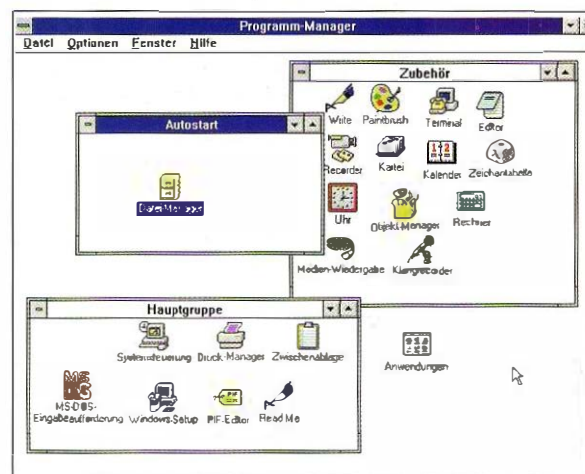 Programm-Manager
Datei Optionen Fenster Hilfe
Zubehör
Write Paintbrush Terminal Editor
Recorder Kartei Kalender Zeichentabelle
Uhr Objekt-Manager Rechner
Medien-Wiedergabe Klangrecorder
Autostart
Datei-Manager
Hauptgruppe
Systemsteuerung Druck-Manager Zwischenablage
MS-DOS-
Eingabeaufforderung Windows-Setup PIF-Editor Read Me
Anwendungen